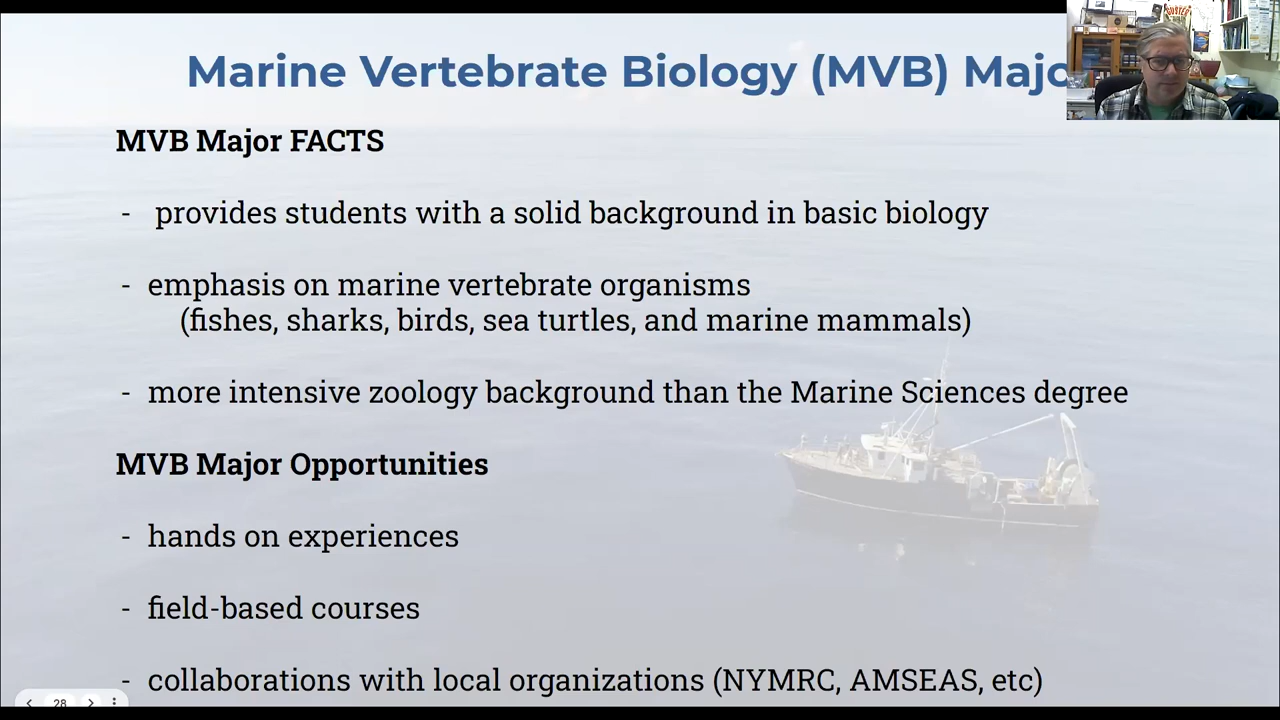 Marine Vertebrate Biology (MVB) Majo
MVB Major FACTS
- provides students with a solid background in basic biology
- emphasis on marine vertebrate organisms
(fishes, sharks, birds, sea turtles, and marine mammals)
- more intensive zoology background than the Marine Sciences degree
MVB Major Opportunities
- hands on experiences
- field-based courses
- collaborations with local organizations (NYMRC, AMSEAS, etc)
28